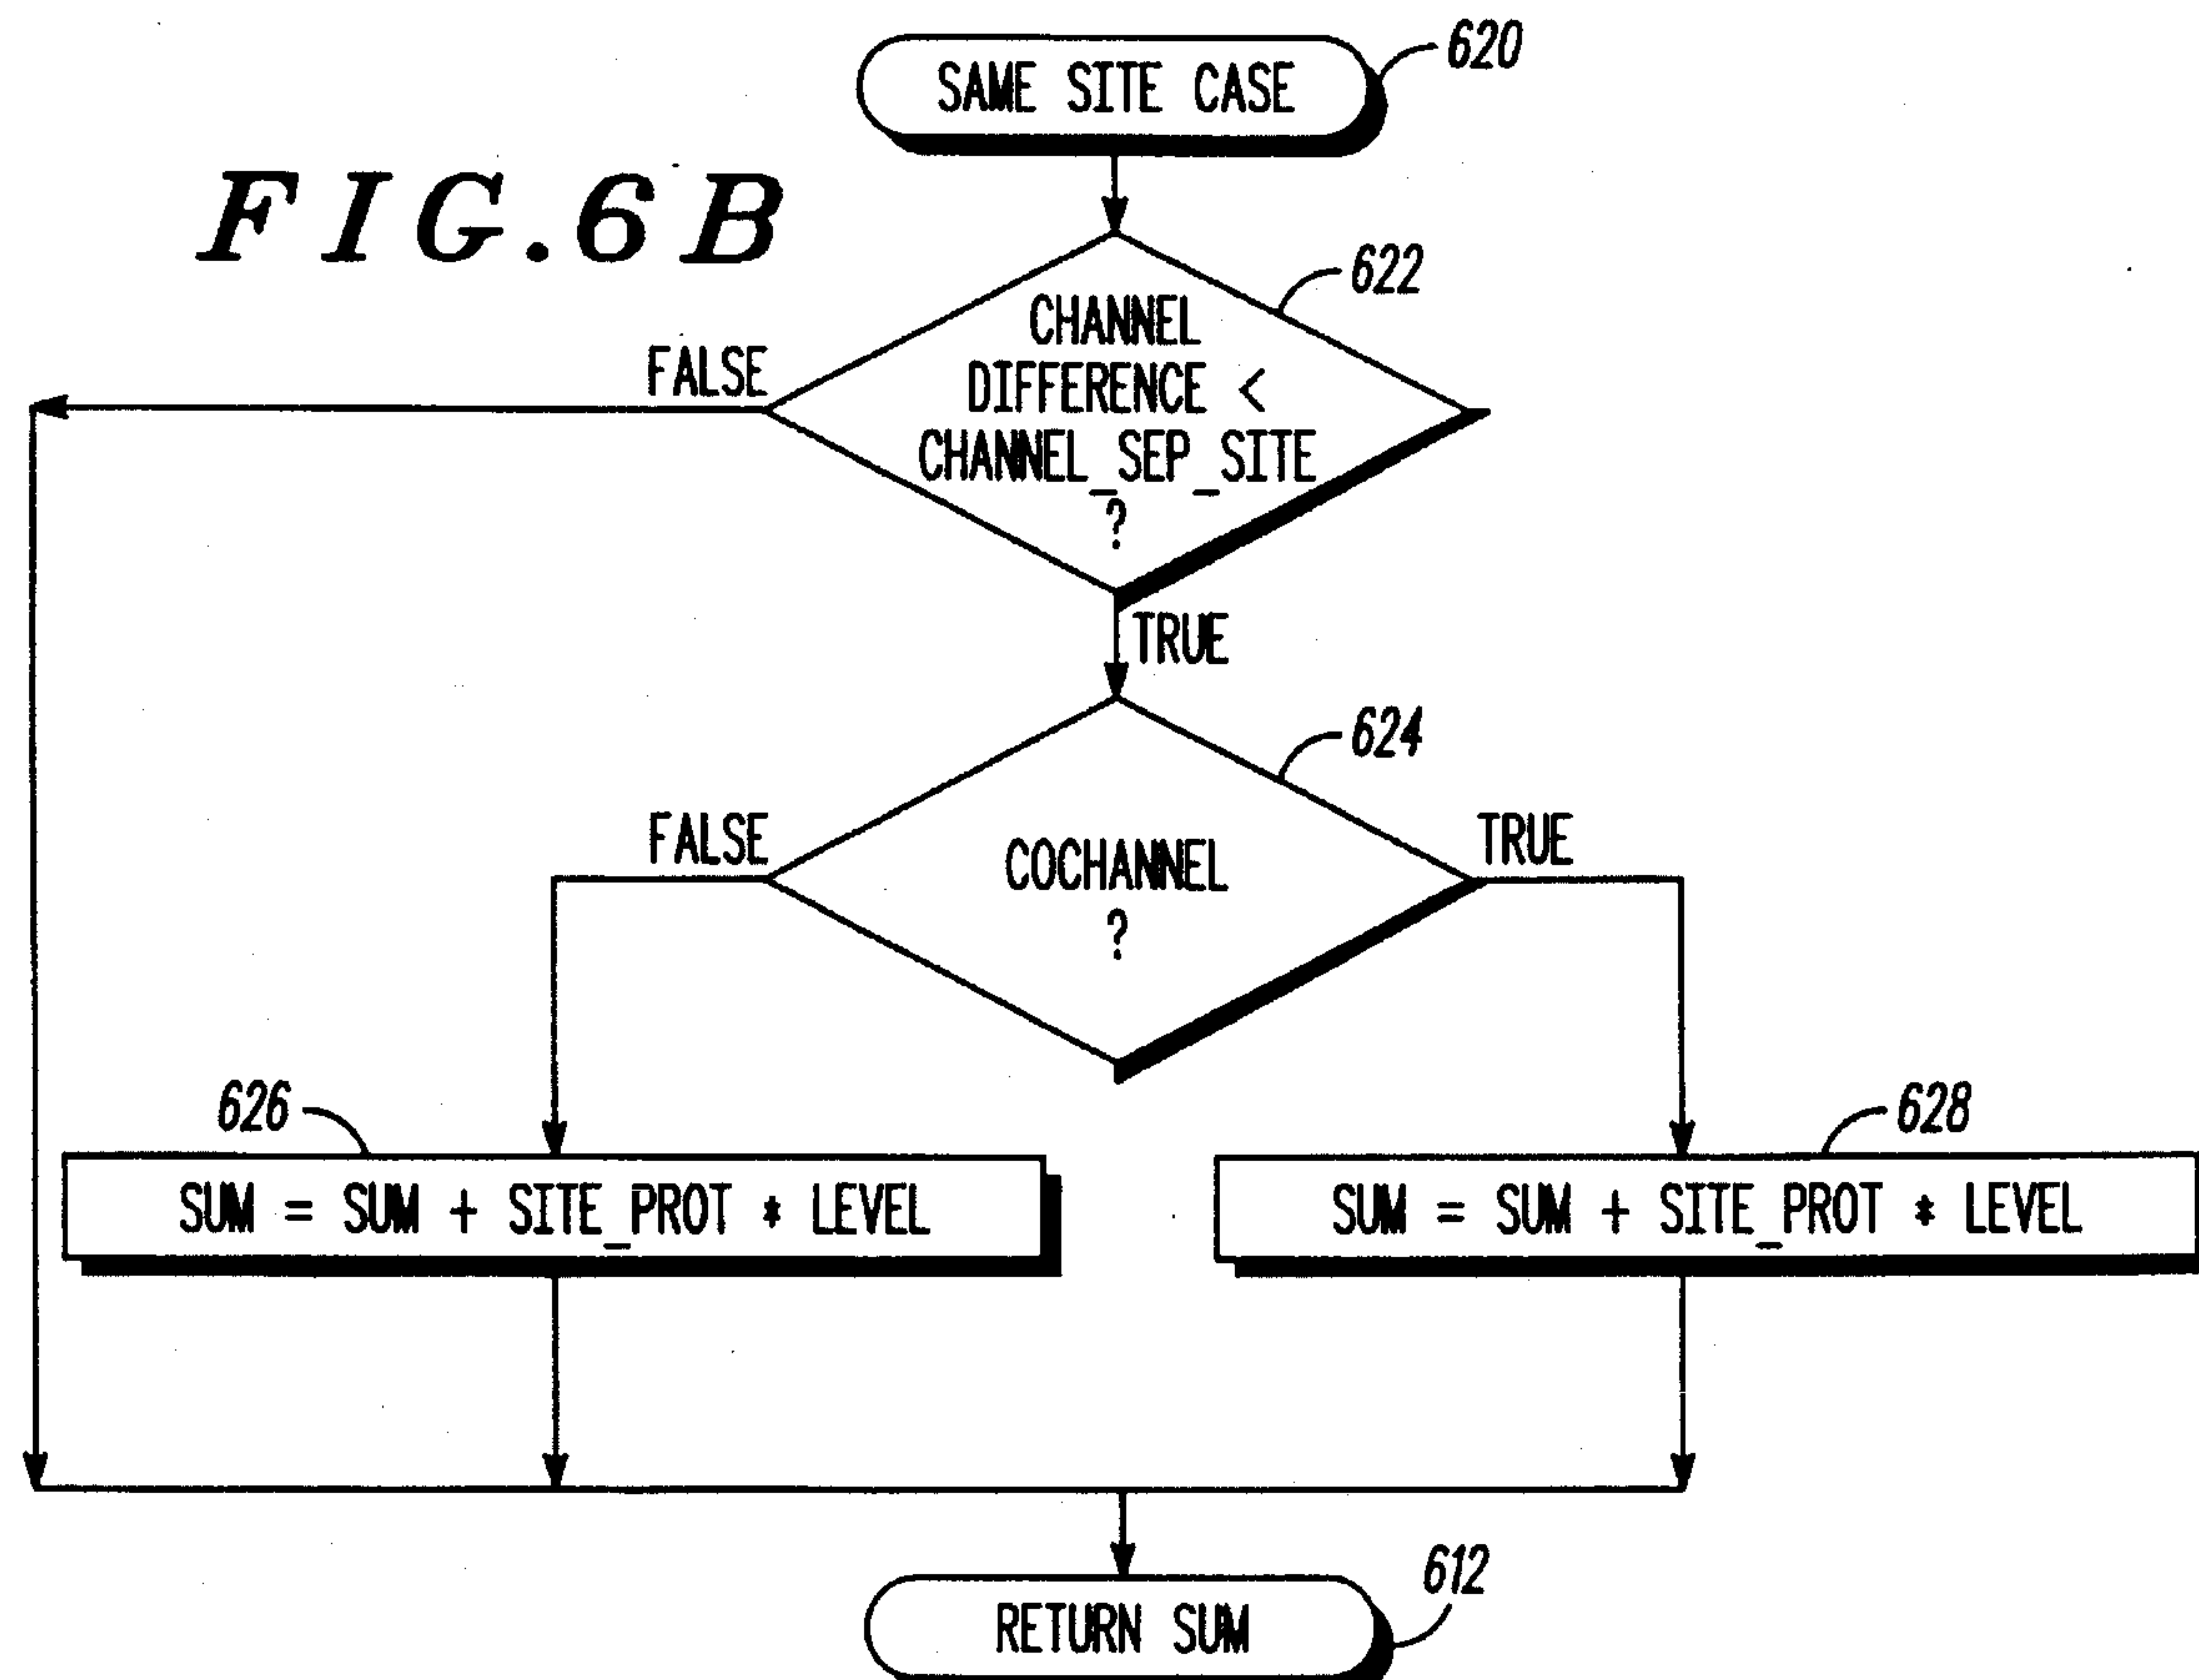 SAME SITE CASE
620
FIG.6B
622
CHANNEL
DIFFERENCE <
CHANNEL_SEP_SITE
?
FALSE
TRUE
624
FALSE
COCHANNEL
?
TRUE
626
SUM = SUM + SITE_PROT * LEVEL
628
SUM = SUM + SITE_PROT * LEVEL
RETURN SUM
612